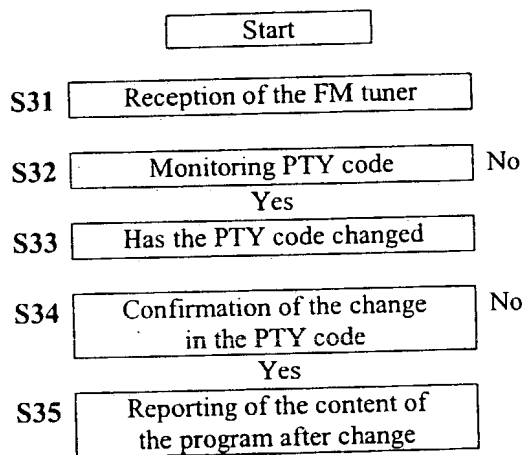 Start
S31 Reception of the FM tuner
S32 Monitoring PTY code No
Yes
S33 Has the PTY code changed
S34 Confirmation of the change No
in the PTY code
Yes
S35 Reporting of the content of
the program after change